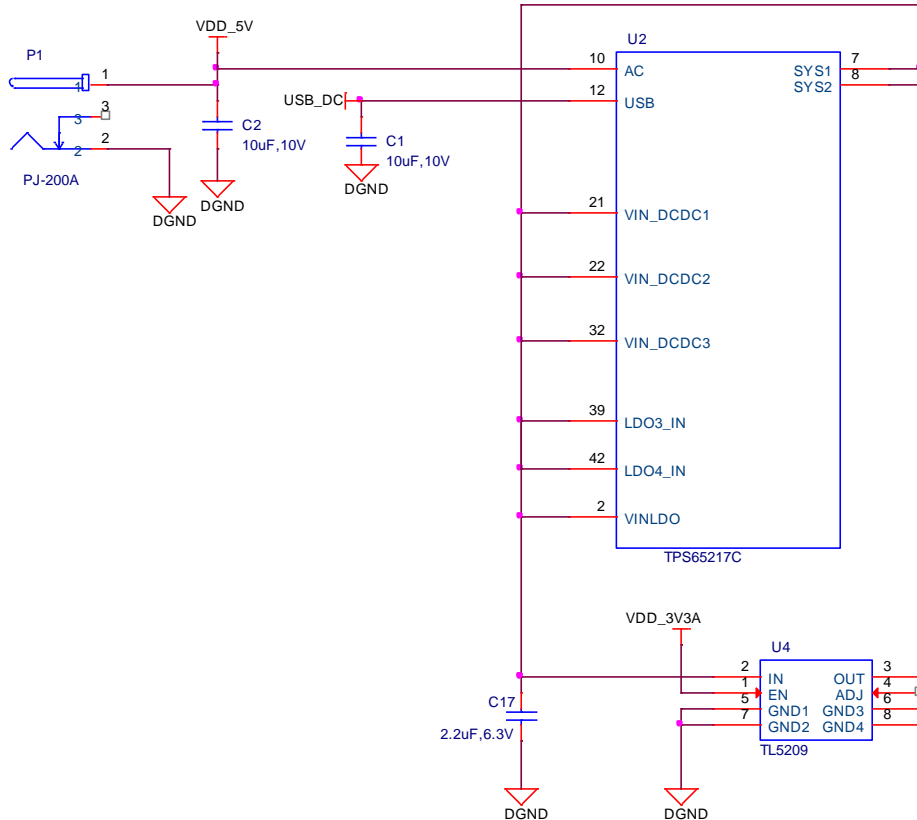 VDD_5V
P1
1
1
3
3
2
2
PJ-200A
DGND
C2
10uF,10V
DGND
USB_DC
C1
10uF,10V
DGND
U2
10
AC
12
USB
21
VIN_DCDC1
22
VIN_DCDC2
32
VIN_DCDC3
39
LDO3_IN
42
LDO4_IN
2
VINLDO
SYS1
7
SYS2
8
TPS65217C
VDD_3V3A
U4
2
IN
1
EN
5
GND1
7
GND2
OUT
3
ADJ
4
GND3
6
GND4
8
TL5209
C17
2.2uF,6.3V
DGND
DGND